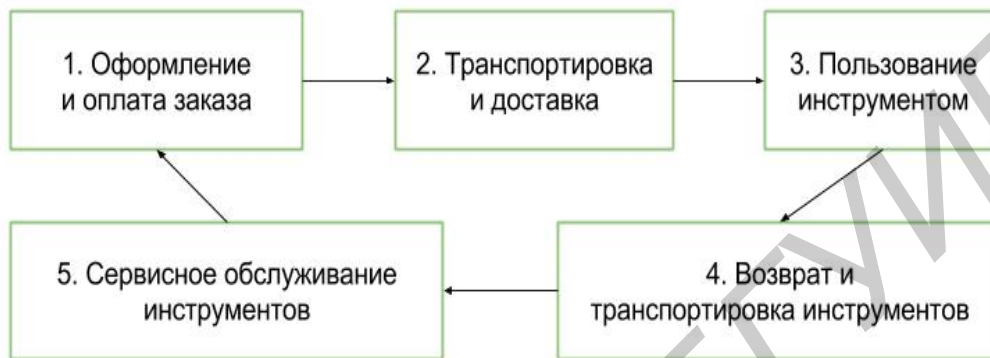 1. Оформление
и оплата заказа
2. Транспортировка
и доставка
3. Пользование
инструментом
5. Сервисное обслуживание
инструментов
4. Возврат и
транспортировка инструментов